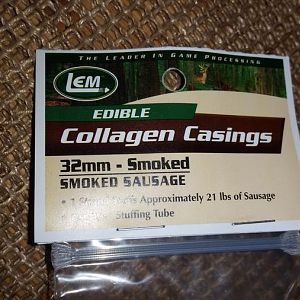 THE LEADER IN GAME PROCESSING
LEM
EDIBLE
Collagen Casings
32mm - Smoked
SMOKED SAUSAGE
Approximately 21 lbs of Sausage
Stuffing Tube